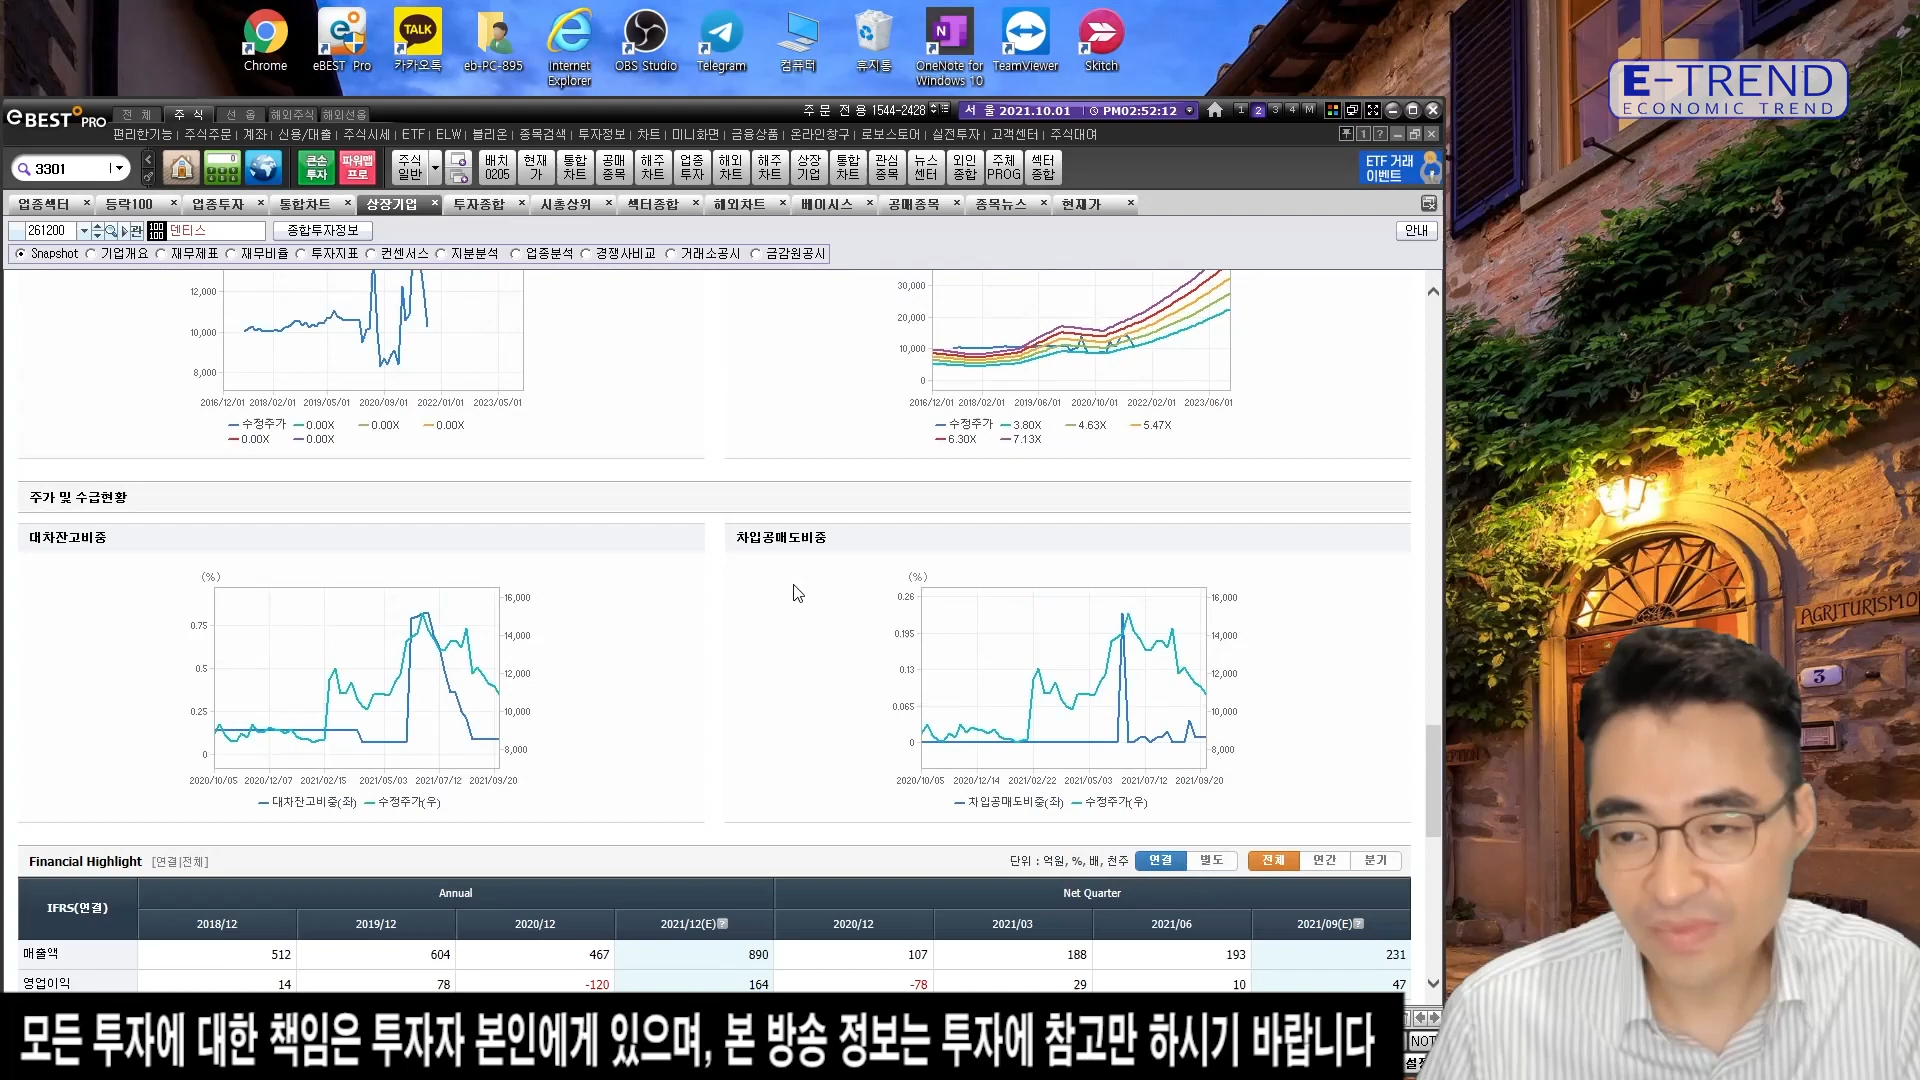 Chrome
eBEST Pro
TALK
카카오톡
eb-PC-895
Internet Explorer
OBS Studio
Telegram
컴퓨터
휴지통
OneNote for Windows 10
TeamViewer
Skitch
E-TREND
ECONOMIC TREND
eBEST PRO
전 체 주 식 선 옵 해외주식 해외선옵
주 문 전 용 1544-2428 서 울 2021.10.01 PM02:52:12 1 2 3 4 M
편리한기능 | 주식주문 | 계좌 | 신용/대출 | 주식시세 | ETF | ELW | 불리온 | 종목검색 | 투자정보 | 차트 | 미니화면 | 금융상품 | 온라인창구 | 로보스토어 | 실전투자 | 고객센터 | 주식대여
3301 큰손 투자 파워맵 프로 주식 일반 배치 0205 현재 가 통합 차트 공매 종목 해주 차트 업종 투자 해외 차트 해주 차트 상장 기업 통합 차트 관심 종목 뉴스 센터 외인 종합 주체 PROG 섹터 종합
ETF 거래 이벤트
업종섹터 등락100 업종투자 통합차트 상장기업 투자종합 시총상위 섹터종합 해외차트 베이시스 공매종목 종목뉴스 현재가
261200 관 100 100 덴티스 종합투자정보 안내
Snapshot 기업개요 재무제표 재무비율 투자지표 컨센서스 지분분석 업종분석 경쟁사비교 거래소공시 금감원공시
12,000
10,000
8,000
2016/12/01 2018/02/01 2019/05/01 2020/09/01 2022/01/01 2023/05/01
수정주가 0.00X 0.00X 0.00X
0.00X 0.00X
30,000
20,000
10,000
0
2016/12/01 2018/02/01 2019/06/01 2020/10/01 2022/02/01 2023/06/01
수정주가 3.80X 4.63X 5.47X
6.30X 7.13X
주가 및 수급현황
대차잔고비중
(%)
0.75
0.5
0.25
0
16,000
14,000
12,000
10,000
8,000
2020/10/05 2020/12/07 2021/02/15 2021/05/03 2021/07/12 2021/09/20
대차잔고비중(좌) 수정주가(우)
차입공매도비중
(%)
0.26
0.195
0.13
0.065
0
16,000
14,000
12,000
10,000
8,000
2020/10/05 2020/12/14 2021/02/22 2021/05/03 2021/07/12 2021/09/20
차입공매도비중(좌) 수정주가(우)
Financial Highlight [연결|전체] 단위 : 억원, %, 배, 천주 연결 별도 전체 연간 분기
IFRS(연결) Annual Net Quarter
2018/12 2019/12 2020/12 2021/12(E) 2020/12 2021/03 2021/06 2021/09(E)
매출액 512 604 467 890 107 188 193 231
영업이익 14 78 -120 164 -78 29 10 47
모든 투자에 대한 책임은 투자자 본인에게 있으며, 본 방송 정보는 투자에 참고만 하시기 바랍니다
NOT
AGRITURISMO
3